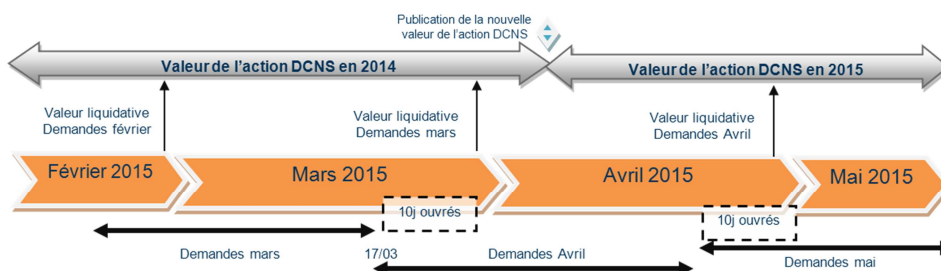 Publication de la nouvelle
valeur de l'action DCNS
Valeur de l'action DCNS en 2014
Valeur de l'action DCNS en 2015
Valeur liquidative
Demandes février
Valeur liquidative
Demandes mars
Valeur liquidative
Demandes Avril
Février 2015
Mars 2015
Avril 2015
Mai 2015
10j ouvrés
10j ouvrés
Demandes mars
17/03
Demandes Avril
Demandes mai